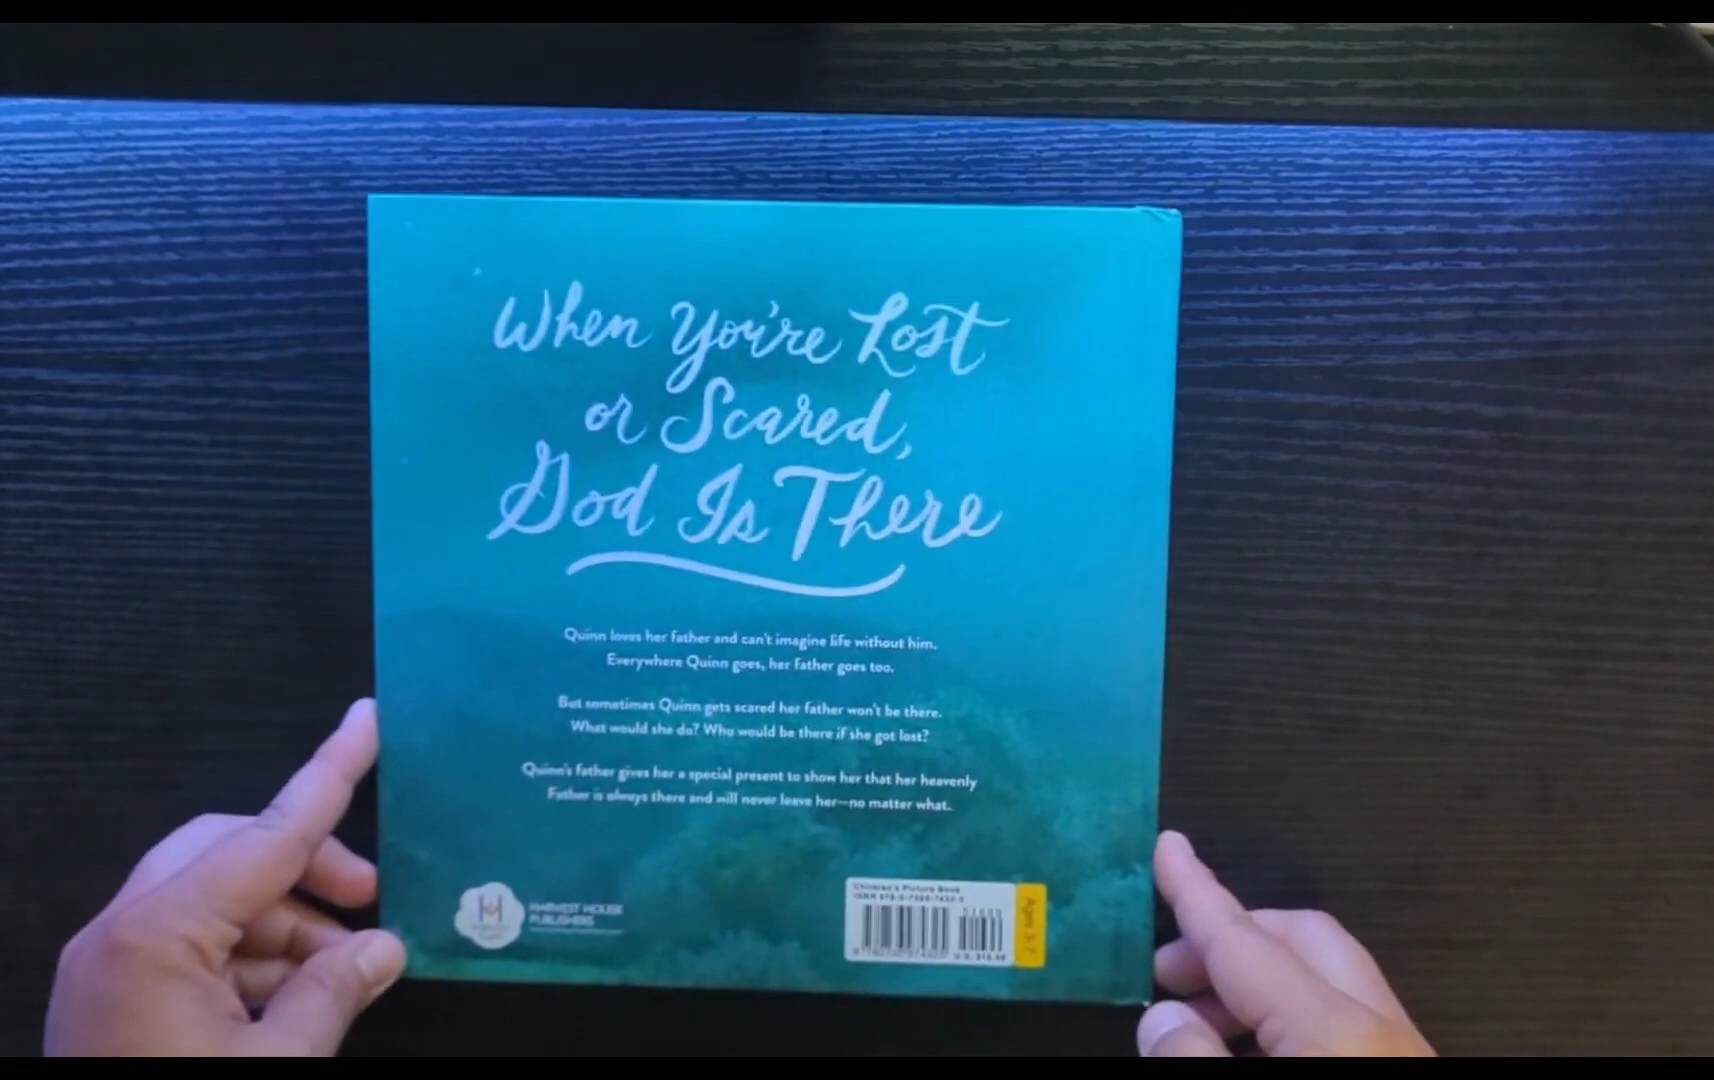 When You're Lost
or Scared,
God Is There
Quinn loves her father and can't imagine life without him.
Everywhere Quinn goes, her father goes too.
But sometimes Quinn gets scared her father won't be there.
What would she do? Who would be there if she got lost?
Quinn's father gives her a special present to show her that her heavenly
Father is always there and will never leave her—no matter what.
HARVEST HOUSE
PUBLISHERS
Children's Picture Book
ISBN
U.S.
Ages